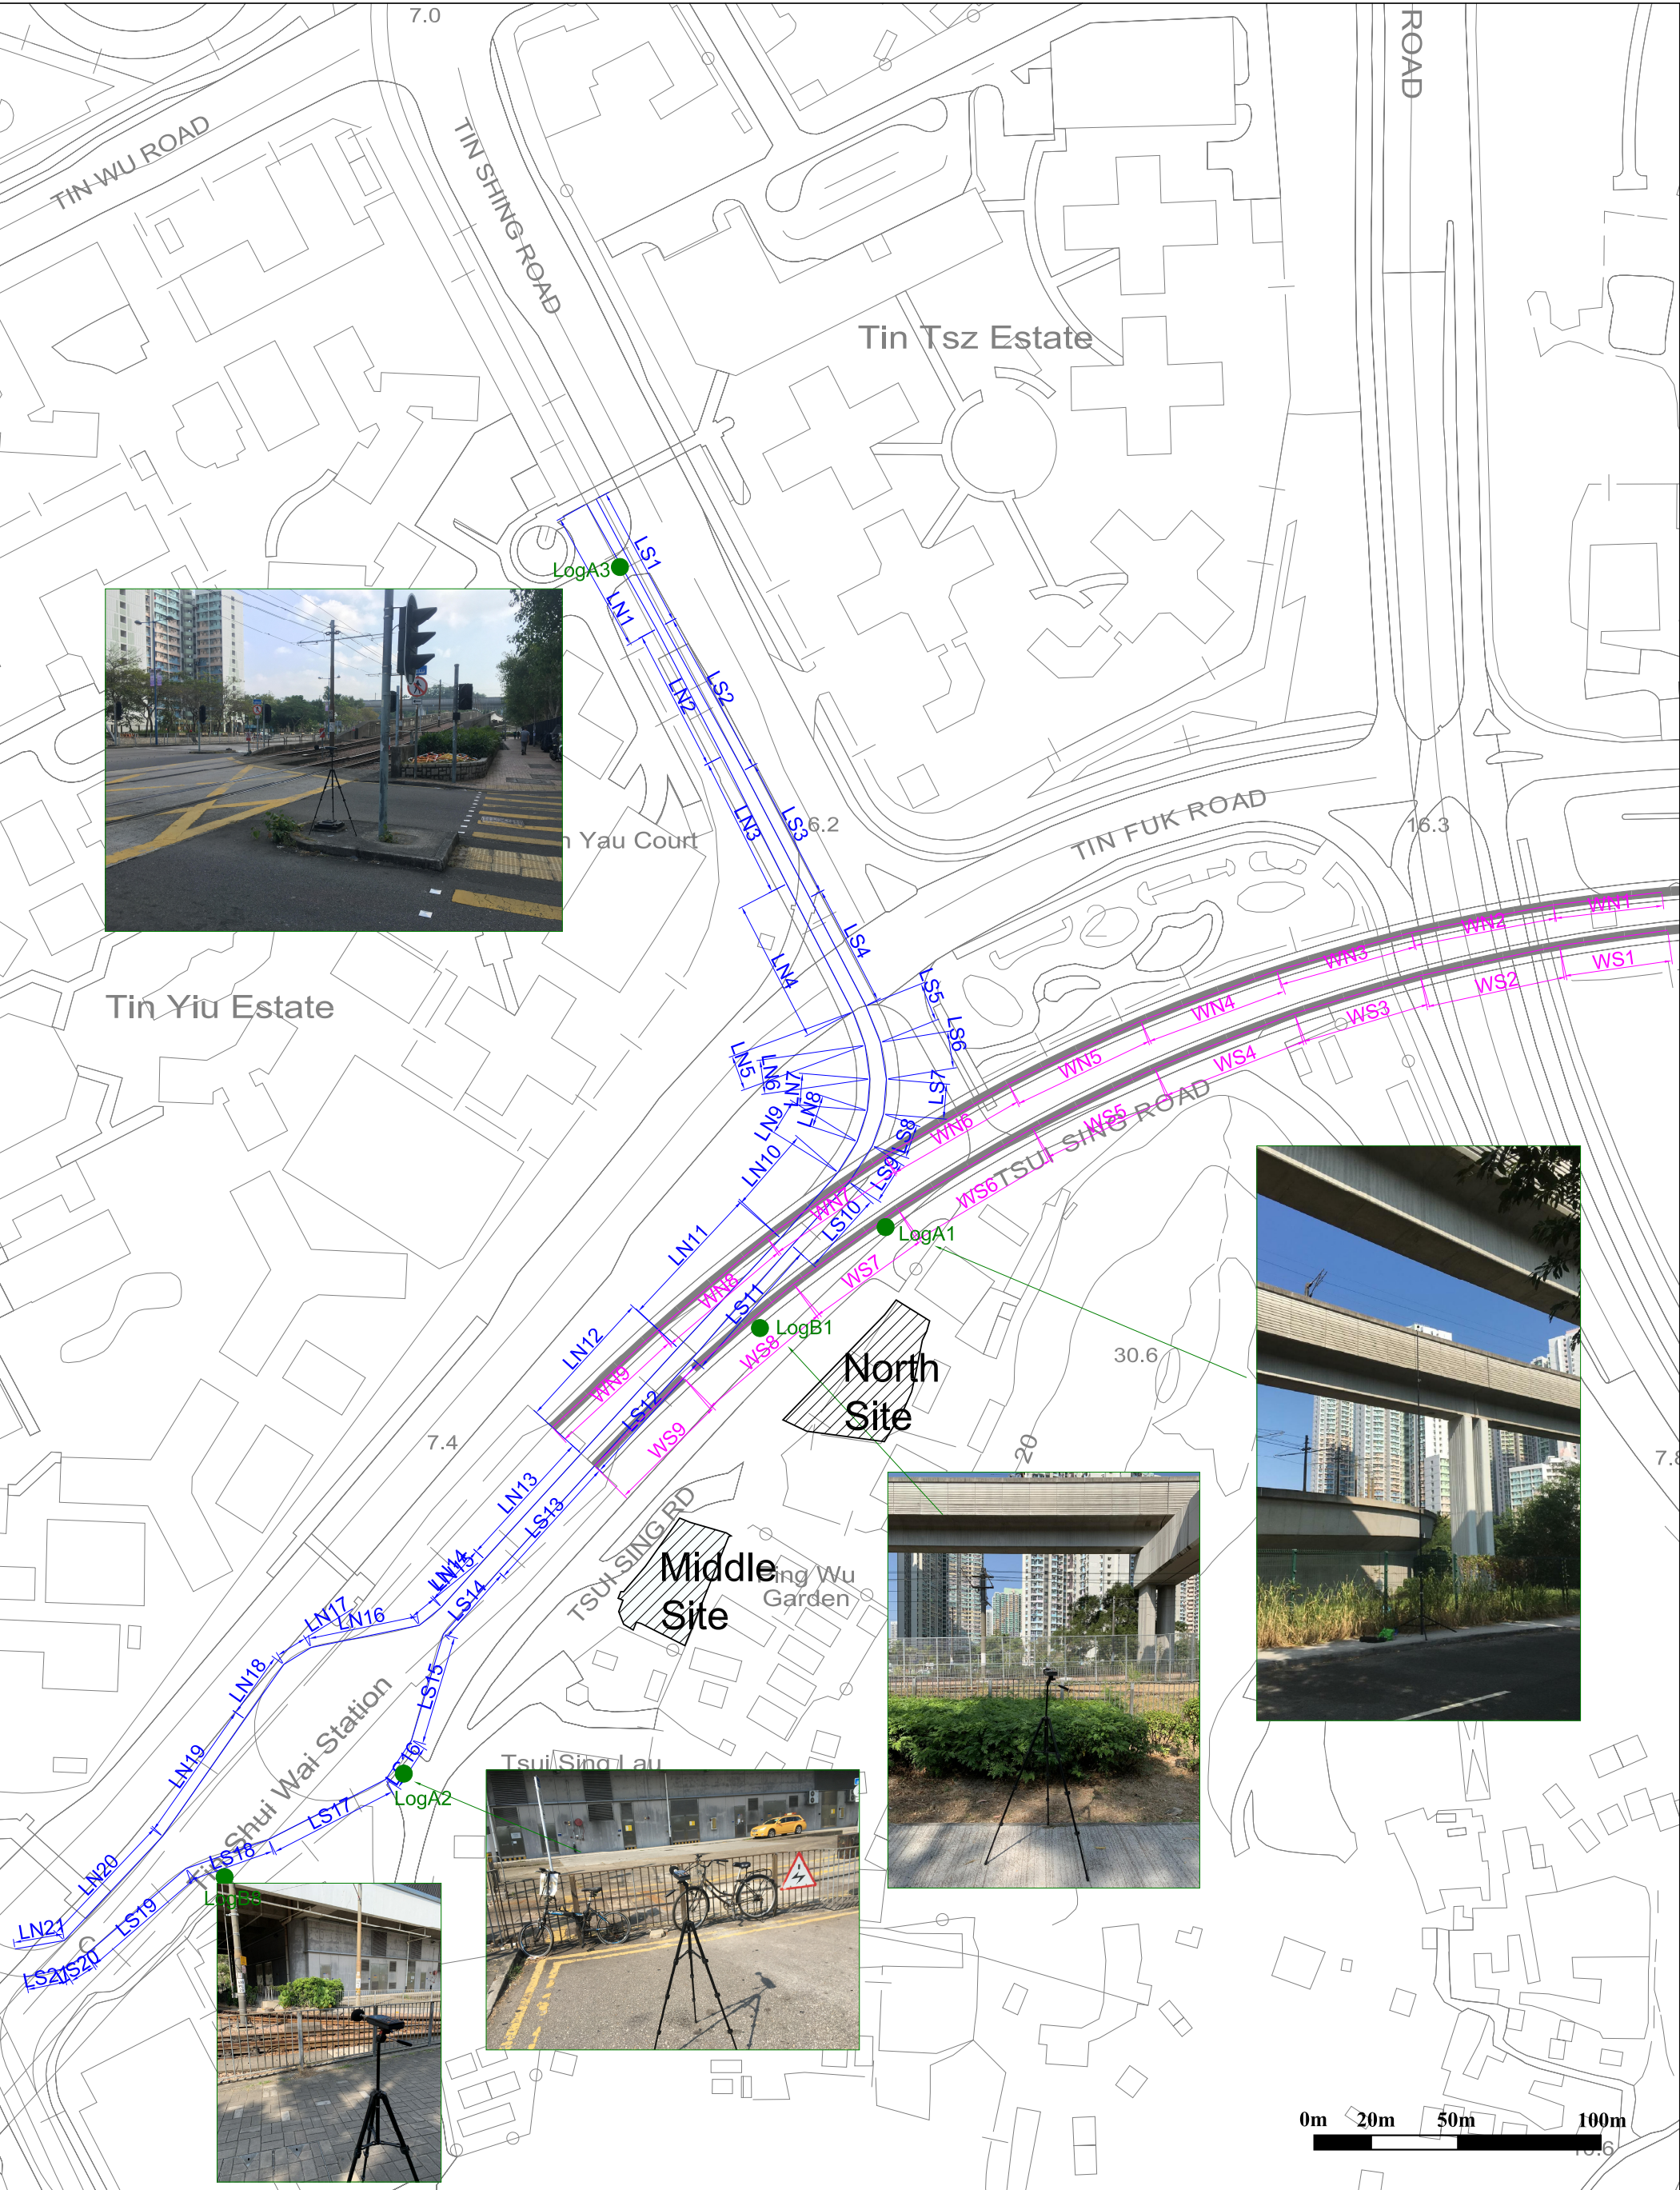 7.0
ROAD
TIN WU ROAD
TIN SHING ROAD
Tin Tsz Estate
LS1
LogA3
LN1
LS2
LN2
LS3
LN3
6.2
TIN FUK ROAD
16.3
Yau Court
WN1
WN2
WN3
WN4
WN5
WN6
WN7
WN8
WN9
WS1
WS2
WS3
WS4
WS5
WS6
WS7
WS8
WS9
LS4
LN4
Tin Yiu Estate
LS5
LS6
LS7
LS8
LS9
LS10
LS11
LS12
LN5
LN6
LN7
LN8
LN9
LN10
LN11
LN12
TSUI SING ROAD
LogA1
LogB1
North
Site
30.6
20
7.4
7.8
LN13
LS13
TSUI SING RD
LN14
LN15
LS14
Middle
Site
ing Wu
Garden
LN16
LN17
LN18
LS15
LN19
Shui Wai Station
LS16
LogA2
Tsui Sing Lau
LS17
LS18
LogB8
LN20
LS19
LN21
LS20
LS21
C
0m 20m 50m 100m